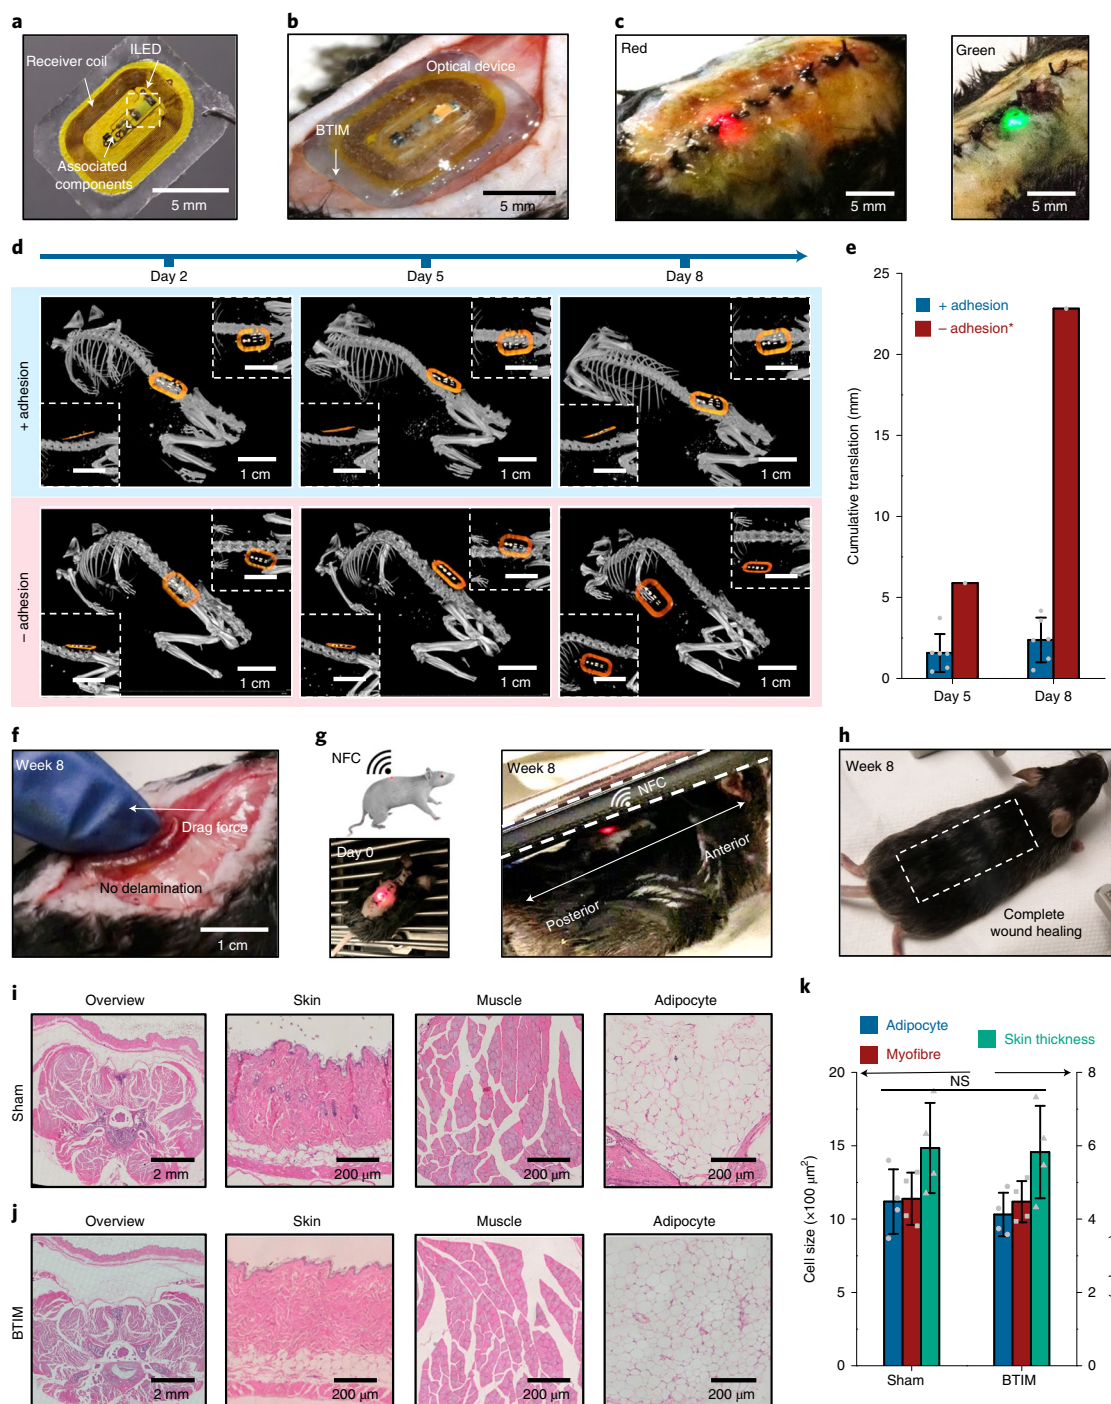 a
ILED
Receiver coil
Associated
components
5 mm
b
Optical device
BTIM
5 mm
c
Red
5 mm
Green
5 mm
d
Day 2
Day 5
Day 8
+ adhesion
1 cm
1 cm
1 cm
– adhesion
1 cm
1 cm
1 cm
e
25
20
15
10
5
0
Cumulative translation (mm)
+ adhesion
– adhesion*
Day 5
Day 8
f
Week 8
Drag force
No delamination
1 cm
g
NFC
Day 0
Week 8
NFC
Anterior
Posterior
h
Week 8
Complete
wound healing
i
Overview
Skin
Muscle
Adipocyte
Sham
2 mm
200 µm
200 µm
200 µm
j
Overview
Skin
Muscle
Adipocyte
BTIM
2 mm
200 µm
200 µm
200 µm
k
Adipocyte
Myofibre
Skin thickness
NS
20
15
10
5
0
Cell size (×100 µm²)
8
6
4
2
0
Sham
BTIM